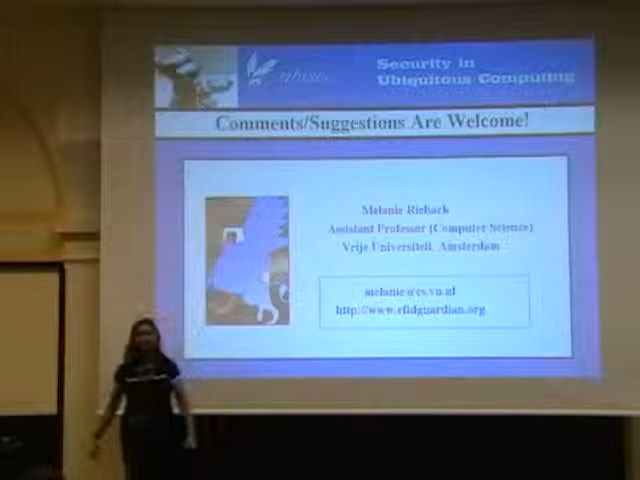 Security in
Ubiquitous Computing
Comments/Suggestions Are Welcome!
Melanie Rieback
Assistant Professor (Computer Science)
Vrije Universiteit, Amsterdam
melanie@cs.vu.nl
http://www.rfidguardian.org